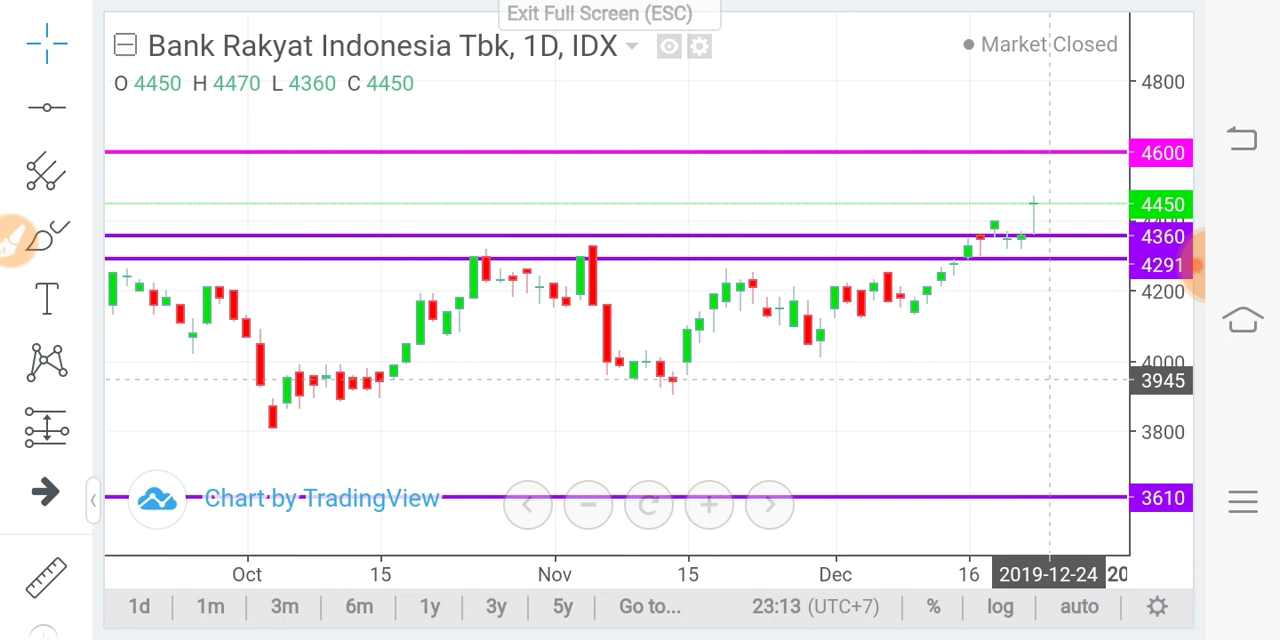 Exit Full Screen (ESC)
Bank Rakyat Indonesia Tbk, 1D, IDX
Market Closed
O 4450 H 4470 L 4360 C 4450
4800
4600
4450
4360
4291
4200
4000
3945
3800
3610
Chart by TradingView
T
Oct 15 Nov 15 Dec 16 2019-12-24 20
1d 1m 3m 6m 1y 3y 5y Go to... 23:13 (UTC+7) % log auto